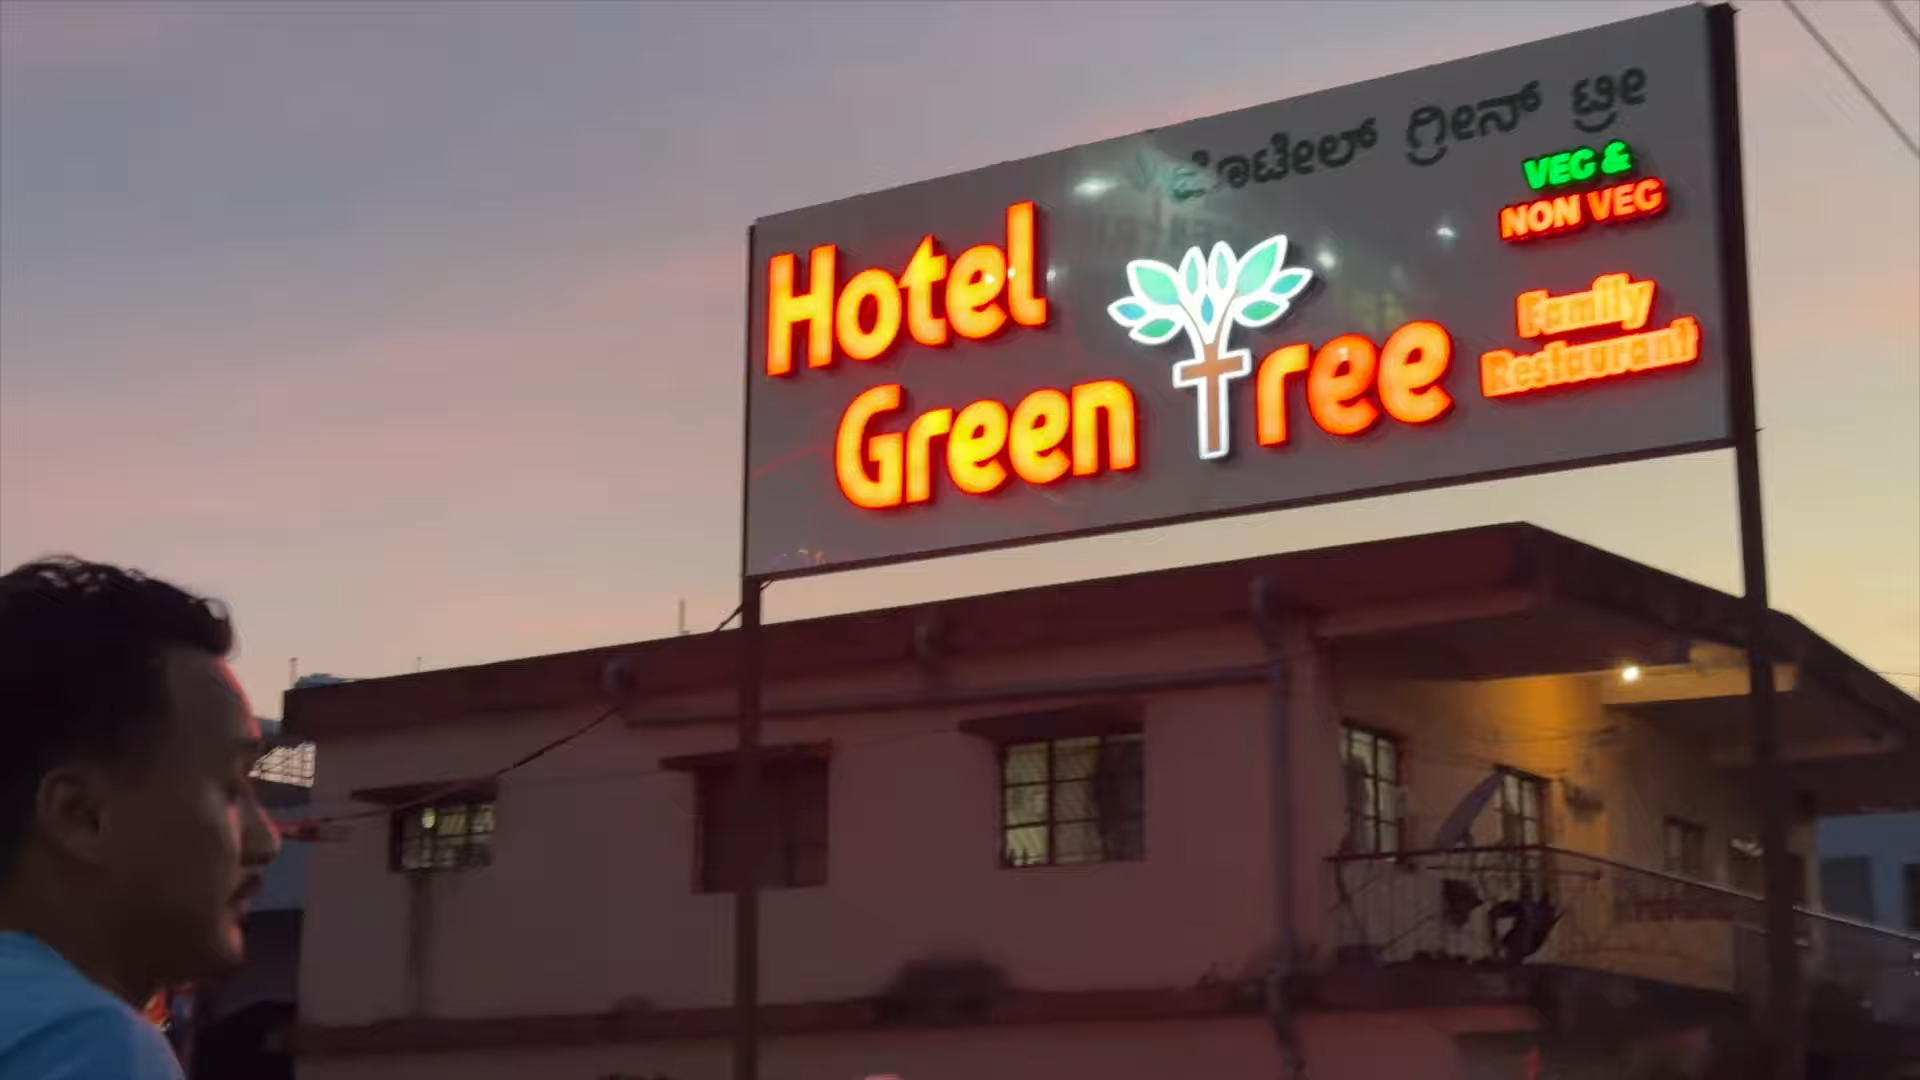 ಹೊಟೇಲ್ ಗ್ರೀನ್ ಟ್ರೀ
Hotel
Green Tree
VEG &
NON VEG
Family
Restaurant